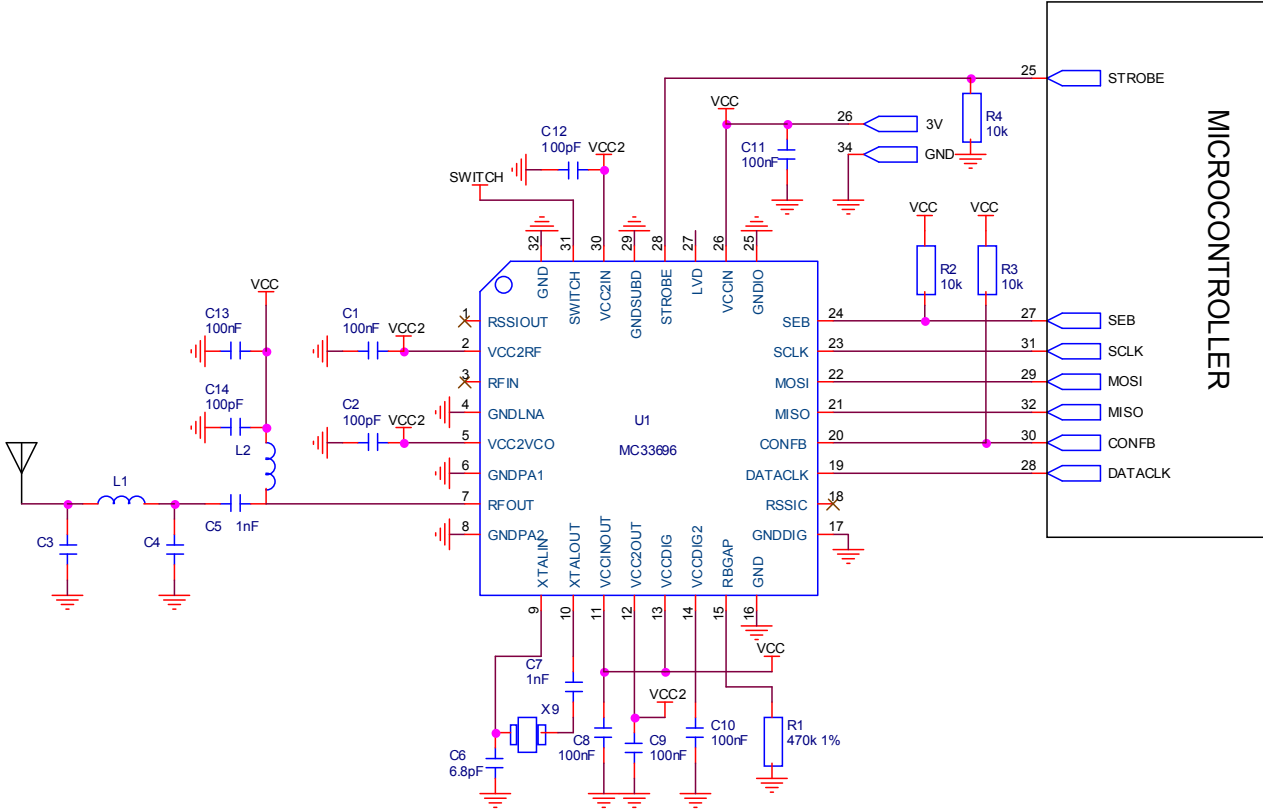 MICROCONTROLLER
25
STROBE
R4
10k
VCC
26
3V
C11
100nF
34
GND
C12
100pF
VCC2
SWITCH
VCC
VCC
R2
10k
R3
10k
32
31
30
29
28
27
26
25
GND
SWITCH
VCC2IN
GNDSUBD
STROBE
LVD
VCCIN
GNDIO
VCC
C13
100nF
C1
100nF
VCC2
1
RSSIOUT
2
VCC2RF
3
RFIN
4
GNDLNA
5
VCC2VCO
6
GNDPA1
7
RFOUT
8
GNDPA2
C14
100pF
C2
100pF
VCC2
L2
L1
C5
1nF
C3
C4
U1
MC33696
SEB
24
27
SEB
SCLK
23
31
SCLK
MOSI
22
29
MOSI
MISO
21
32
MISO
CONFB
20
30
CONFB
DATACLK
19
28
DATACLK
RSSIC
18
GNDDIG
17
XTALIN
XTALOUT
VCCINOUT
VCC2OUT
VCCDIG
VCCDIG2
RBGAP
GND
9
10
11
12
13
14
15
16
VCC
C7
1nF
VCC2
X9
C6
6.8pF
C8
100nF
C9
100nF
C10
100nF
R1
470k 1%